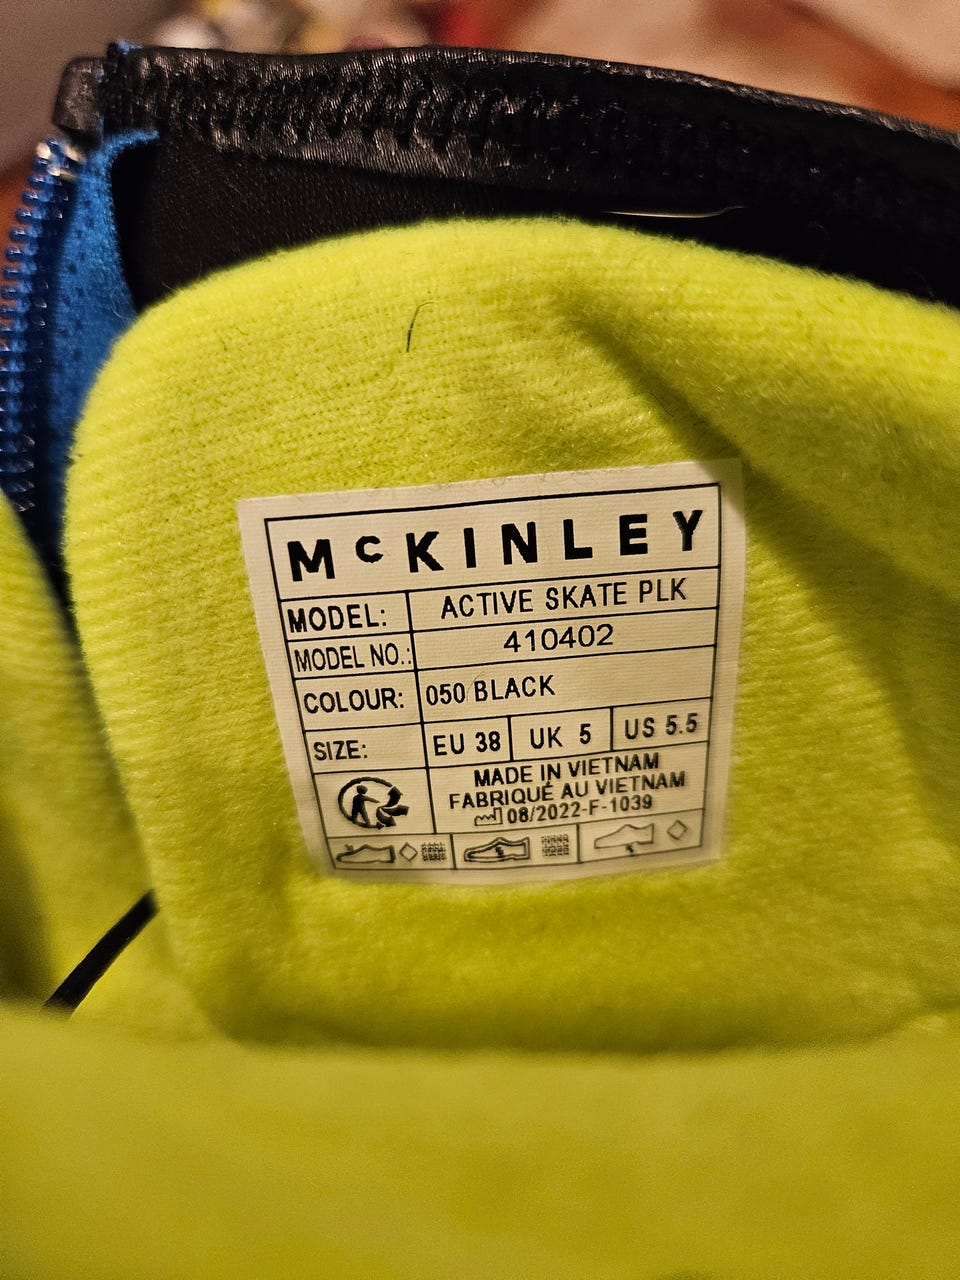 McKINLEY
MODEL: ACTIVE SKATE PLK
MODEL NO.: 410402
COLOUR: 050 BLACK
SIZE: EU 38 UK 5 US 5.5
MADE IN VIETNAM
FABRIQUÉ AU VIETNAM
08/2022-F-1039